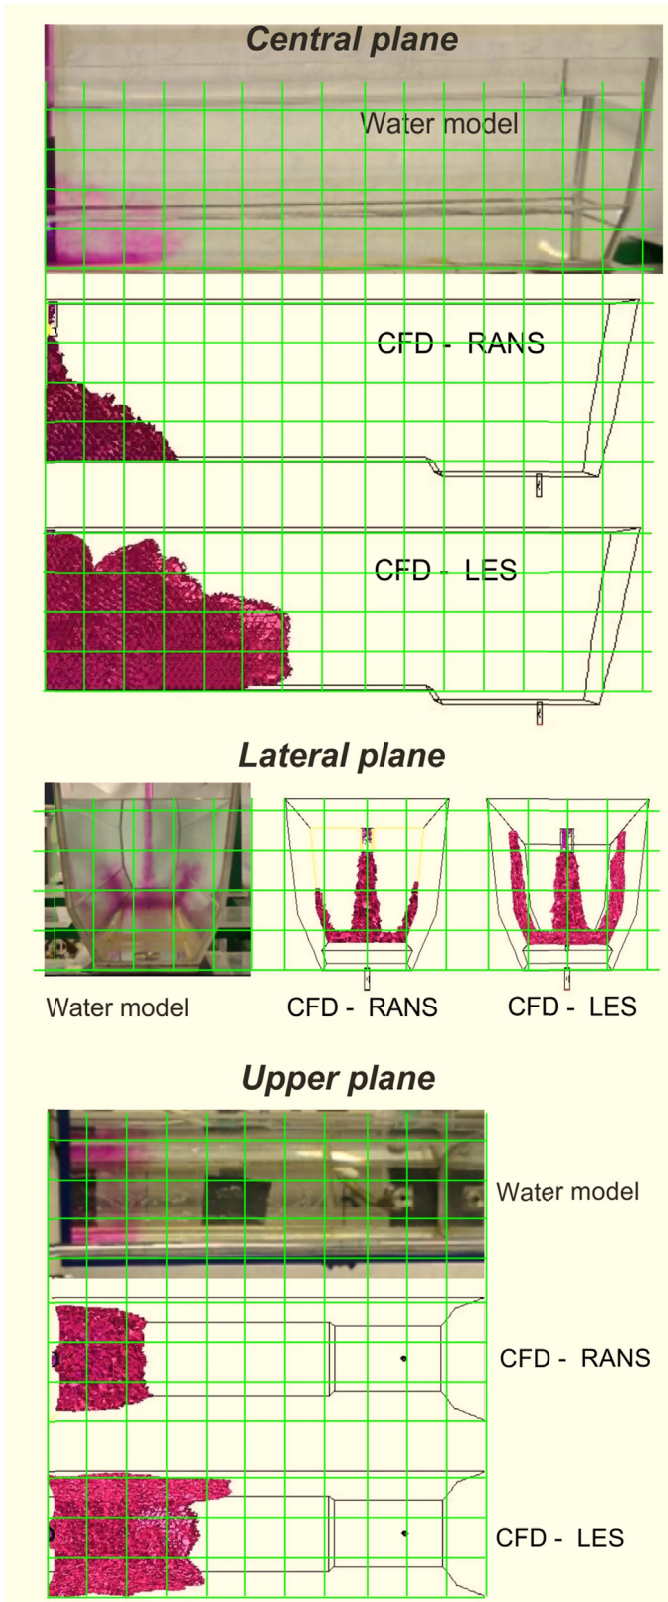 Central plane
Water model
CFD - RANS
CFD - LES
Lateral plane
Water model
CFD - RANS
CFD - LES
Upper plane
Water model
CFD - RANS
CFD - LES